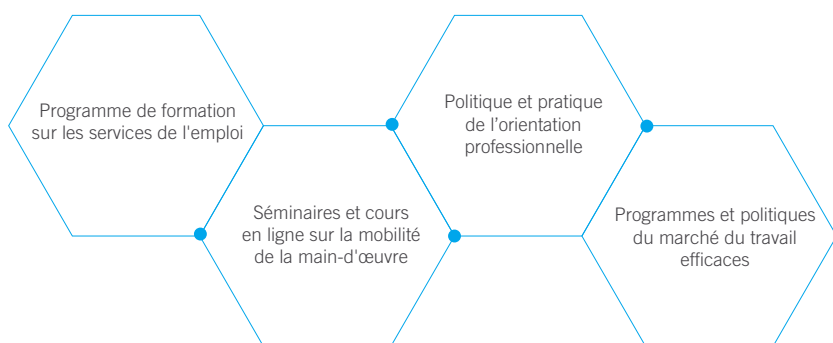 Programme de formation
sur les services de l'emploi
Séminaires et cours
en ligne sur la mobilité
de la main-d'œuvre
Politique et pratique
de l’orientation
professionnelle
Programmes et politiques
du marché du travail
efficaces